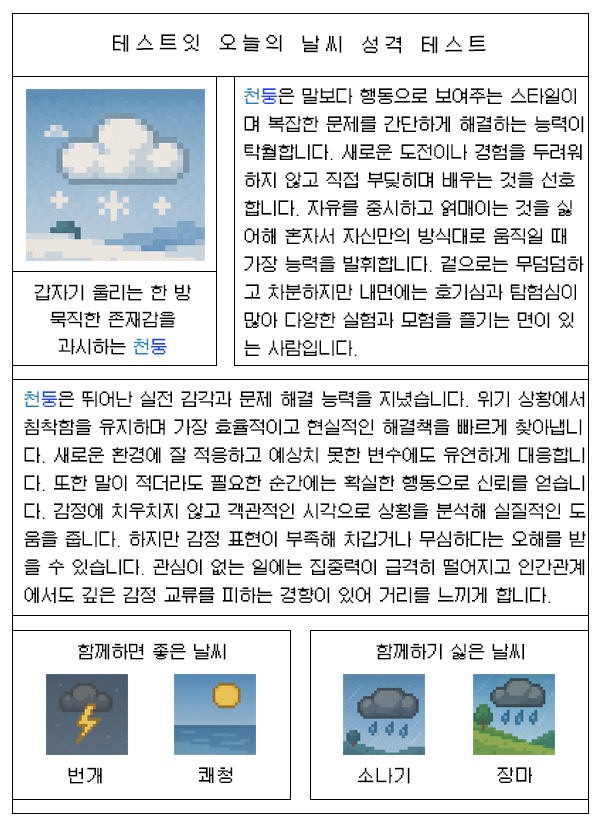 테스트잇 오늘의 날씨 성격 테스트
갑자기 울리는 한 방
묵직한 존재감을
과시하는 천둥
천둥은 말보다 행동으로 보여주는 스타일이
며 복잡한 문제를 간단하게 해결하는 능력이
탁월합니다. 새로운 도전이나 경험을 두려워
하지 않고 직접 부딪히며 배우는 것을 선호
합니다. 자유를 중시하고 얽매이는 것을 싫
어해 혼자서 자신만의 방식대로 움직일 때
가장 능력을 발휘합니다. 겉으로는 무덤덤하
고 차분하지만 내면에는 호기심과 탐험심이
많아 다양한 실험과 모험을 즐기는 면이 있
는 사람입니다.
천둥은 뛰어난 실전 감각과 문제 해결 능력을 지녔습니다. 위기 상황에서
침착함을 유지하며 가장 효율적이고 현실적인 해결책을 빠르게 찾아냅니
다. 새로운 환경에 잘 적응하고 예상치 못한 변수에도 유연하게 대응합니
다. 또한 말이 적더라도 필요한 순간에는 확실한 행동으로 신뢰를 얻습니
다. 감정에 치우치지 않고 객관적인 시각으로 상황을 분석해 실질적인 도
움을 줍니다. 하지만 감정 표현이 부족해 차갑거나 무심하다는 오해를 받
을 수 있습니다. 관심이 없는 일에는 집중력이 급격히 떨어지고 인간관계
에서도 깊은 감정 교류를 피하는 경향이 있어 거리를 느끼게 합니다.
함께하면 좋은 날씨
번개 쾌청
함께하기 싫은 날씨
소나기 장마